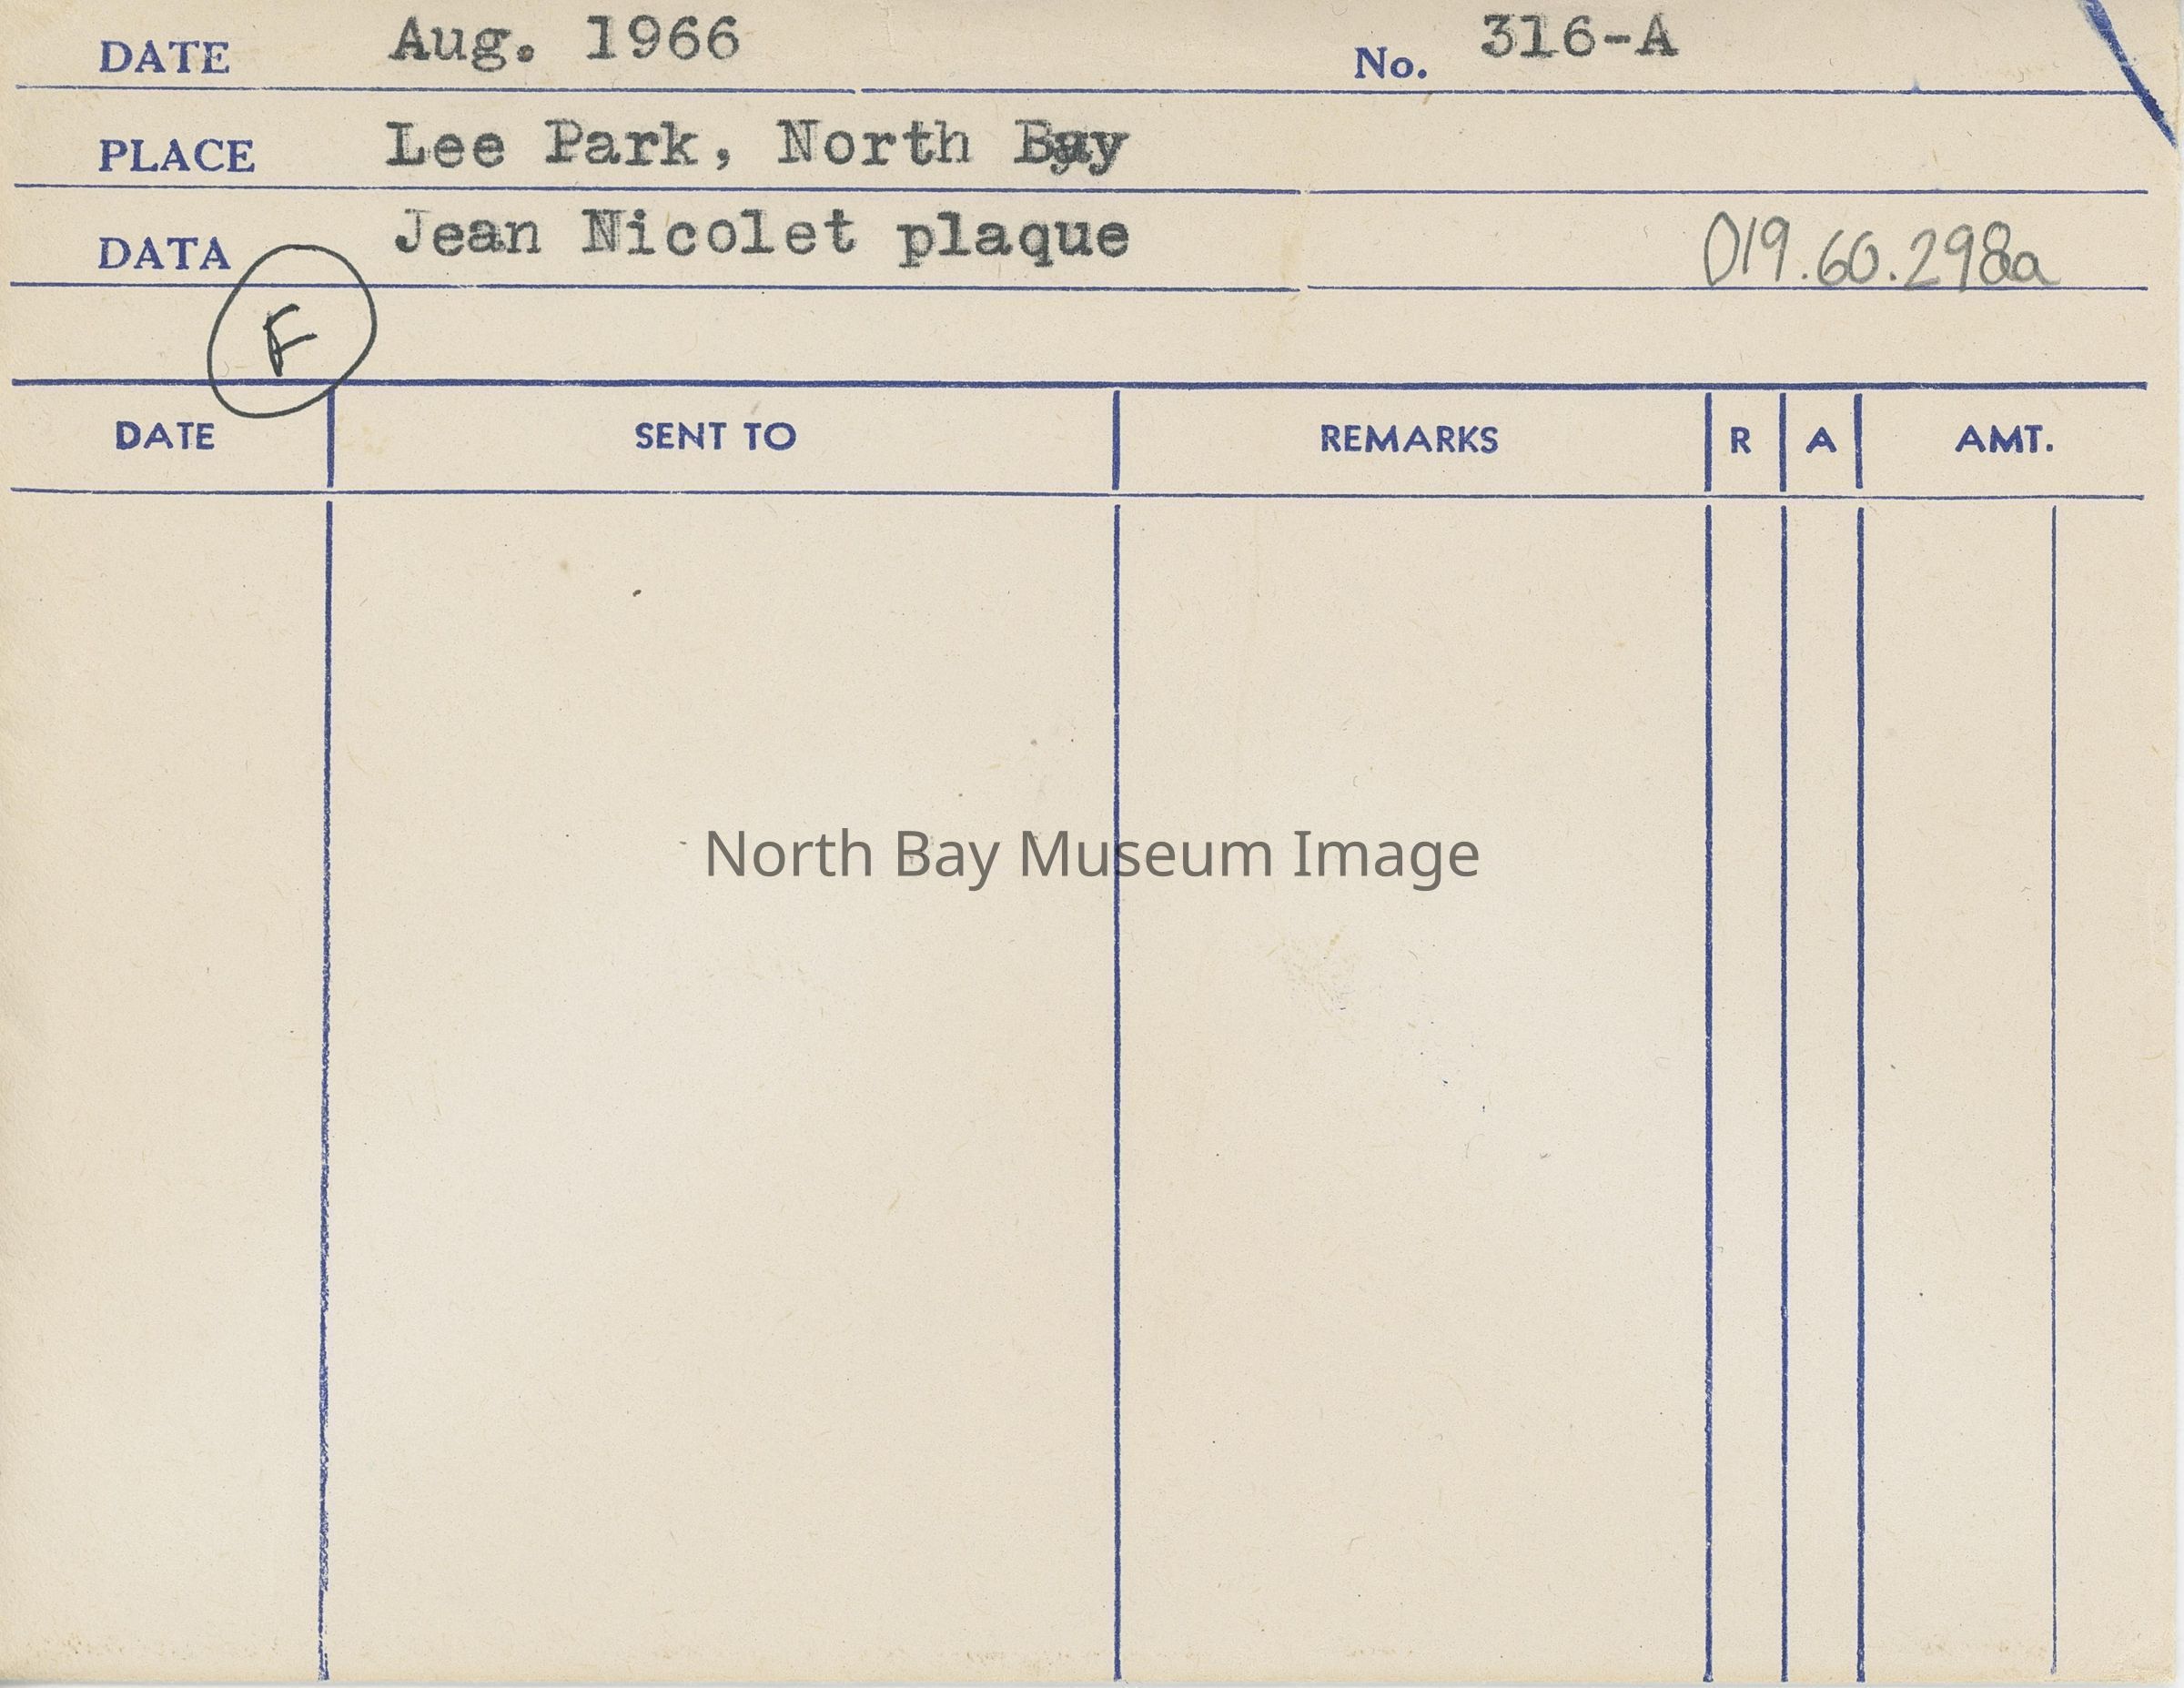 DATE Aug. 1966 No. 316-A
PLACE Lee Park, North Bay
DATA Jean Nicolet plaque 019.60.298a
F
DATE SENT TO REMARKS R A AMT.
North Bay Museum Image